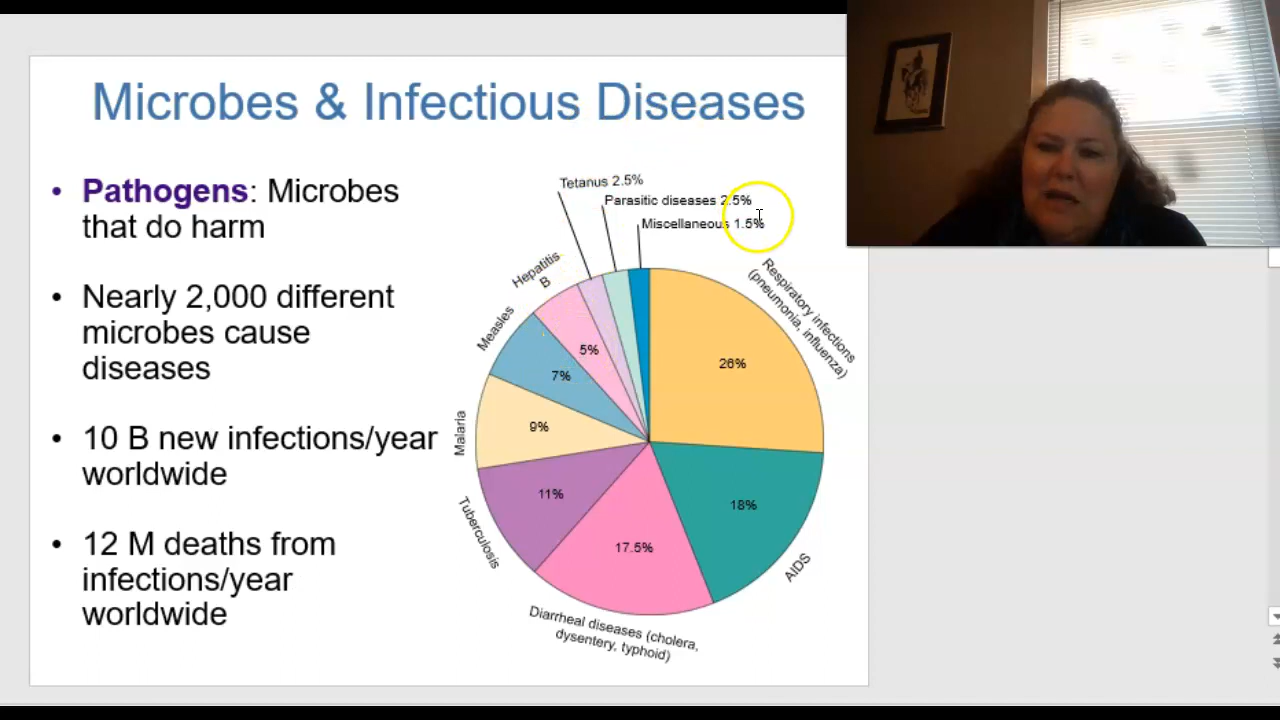 Microbes & Infectious Diseases
• Pathogens: Microbes
that do harm
• Nearly 2,000 different
microbes cause
diseases
• 10 B new infections/year
worldwide
• 12 M deaths from
infections/year
worldwide
Tetanus 2.5%
Parasitic diseases 2.5%
Miscellaneous 1.5%
Respiratory infections
(pneumonia, influenza)
26%
AIDS
18%
Diarrheal diseases (cholera,
dysentery, typhoid)
17.5%
Tuberculosis
11%
Malaria
9%
Measles
7%
Hepatitis
B
5%